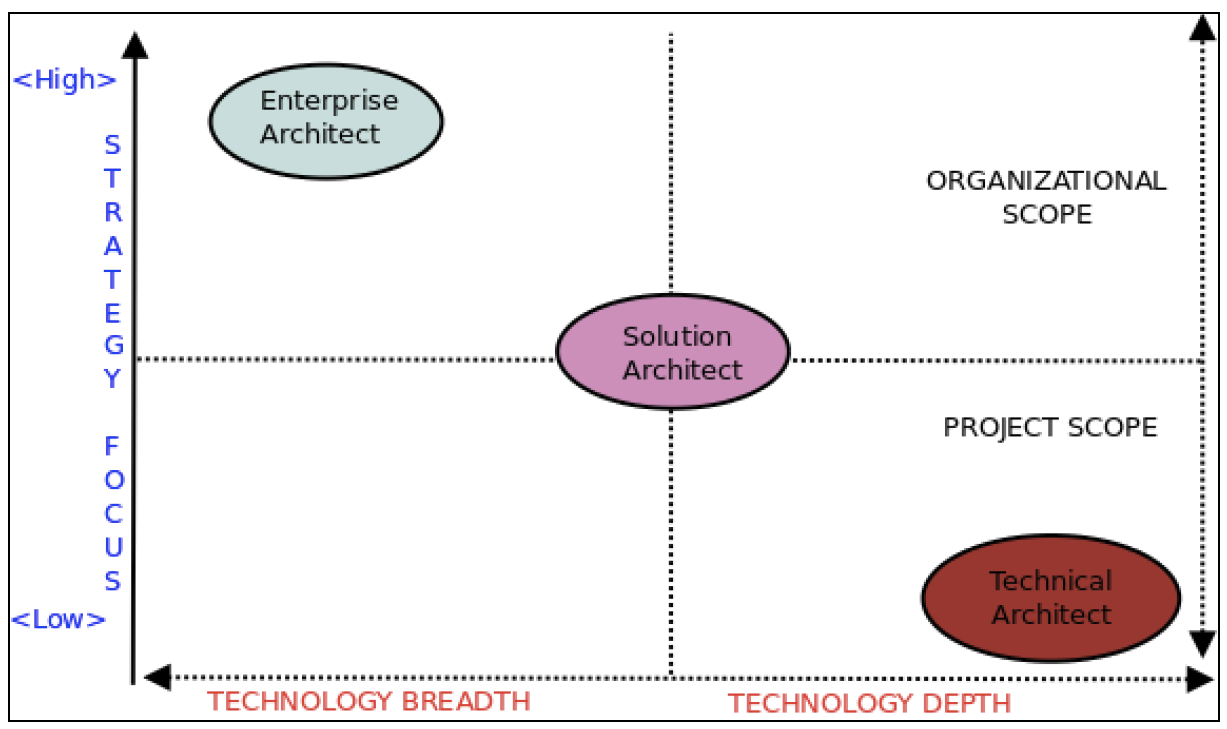 <High>
STRATEGY FOCUS
<Low>
Enterprise
Architect
ORGANIZATIONAL
SCOPE
Solution
Architect
PROJECT SCOPE
Technical
Architect
TECHNOLOGY BREADTH
TECHNOLOGY DEPTH